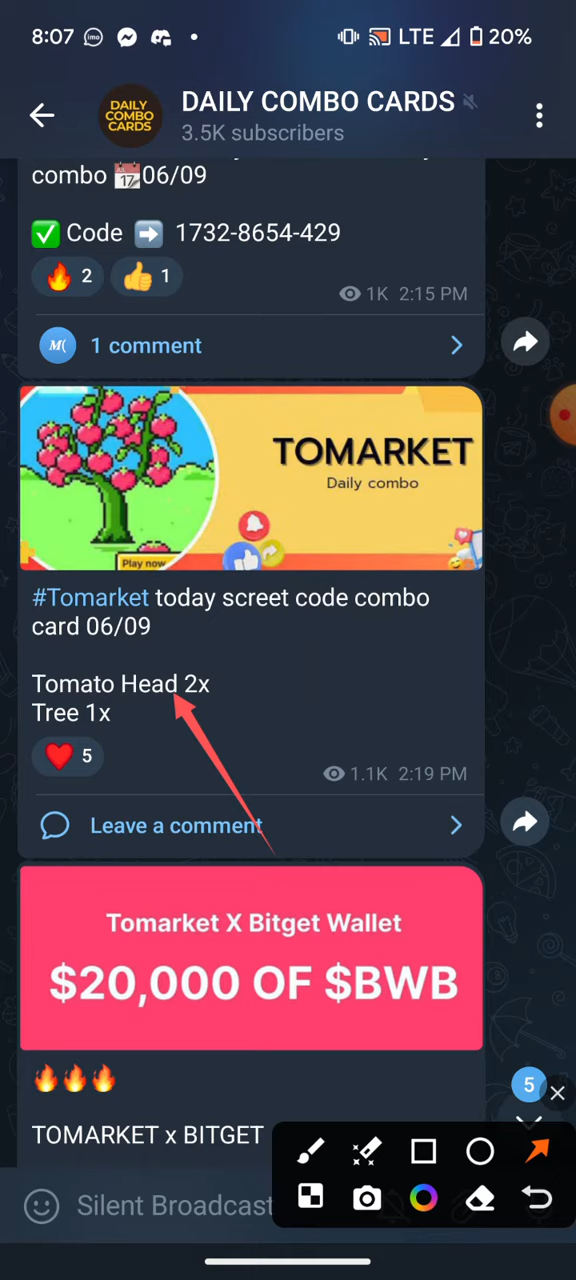 8:07
LTE
20%
DAILY COMBO CARDS
DAILY COMBO CARDS
3.5K subscribers
combo 📅06/09
✅ Code ➡️ 1732-8654-429
🔥 2 👍 1
1K 2:15 PM
M(
1 comment
TOMARKET
Daily combo
Play now
#Tomarket today screet code combo
card 06/09
Tomato Head 2x
Tree 1x
❤️ 5
1.1K 2:19 PM
Leave a comment
Tomarket X Bitget Wallet
$20,000 OF $BWB
🔥🔥🔥
5
TOMARKET x BITGET
Silent Broadcast